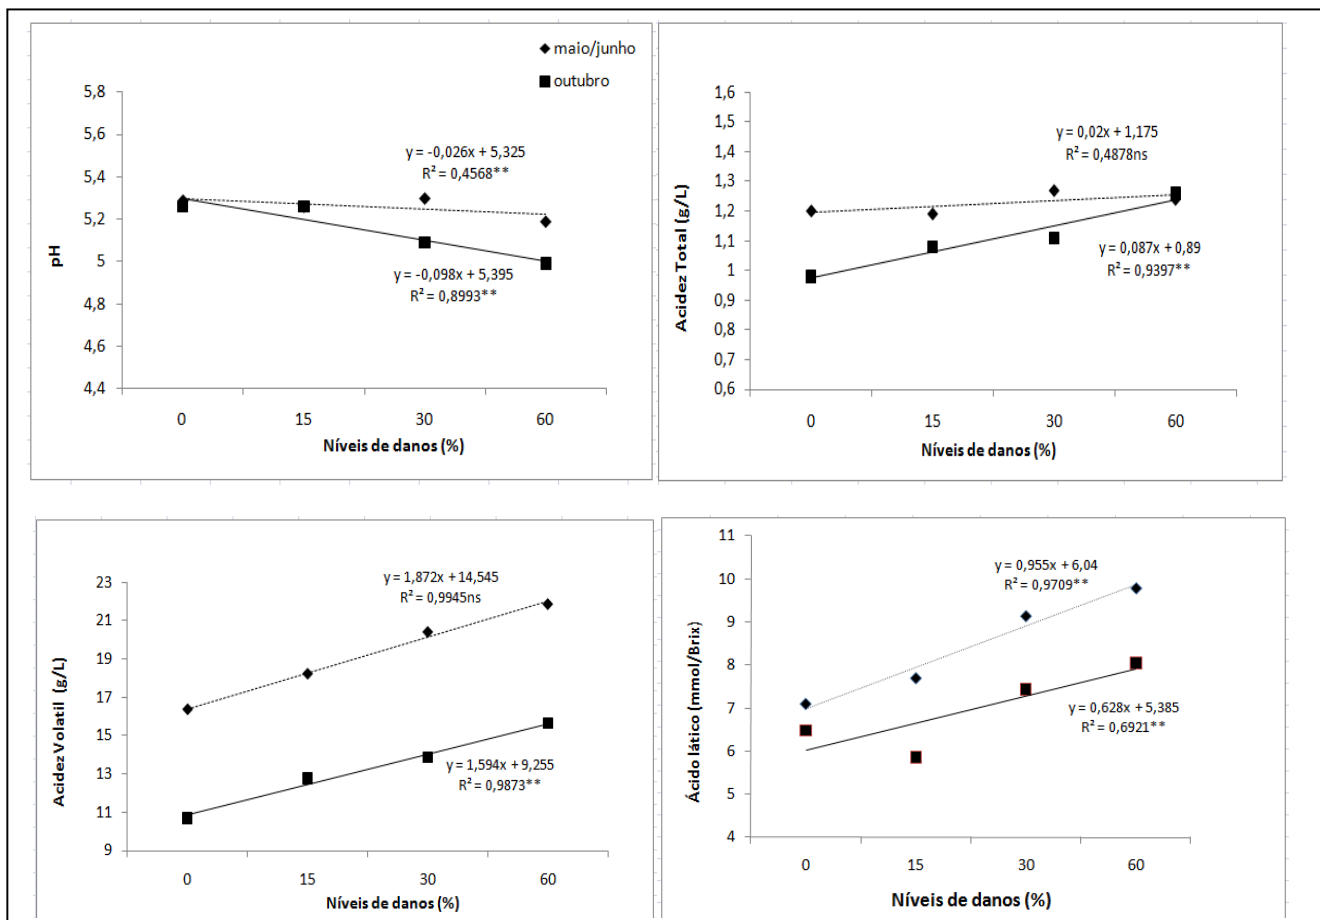 maio/junho
outubro
5,8
5,6
5,4
5,2
5
4,8
4,6
4,4
pH
y = -0,026x + 5,325
R² = 0,4568**
y = -0,098x + 5,395
R² = 0,8993**
0 15 30 60
Níveis de danos (%)
1,6
1,5
1,4
1,3
1,2
1,1
1
0,9
0,8
0,7
0,6
Acidez Total (g/L)
y = 0,02x + 1,175
R² = 0,4878ns
y = 0,087x + 0,89
R² = 0,9397**
0 15 30 60
Níveis de danos (%)
23
21
19
17
15
13
11
9
Acidez Volatil (g/L)
y = 1,872x + 14,545
R² = 0,9945ns
y = 1,594x + 9,255
R² = 0,9873**
0 15 30 60
Níveis de danos (%)
11
10
9
8
7
6
5
4
Ácido lático (mmol/Brix)
y = 0,955x + 6,04
R² = 0,9709**
y = 0,628x + 5,385
R² = 0,6921**
0 15 30 60
Níveis de danos (%)